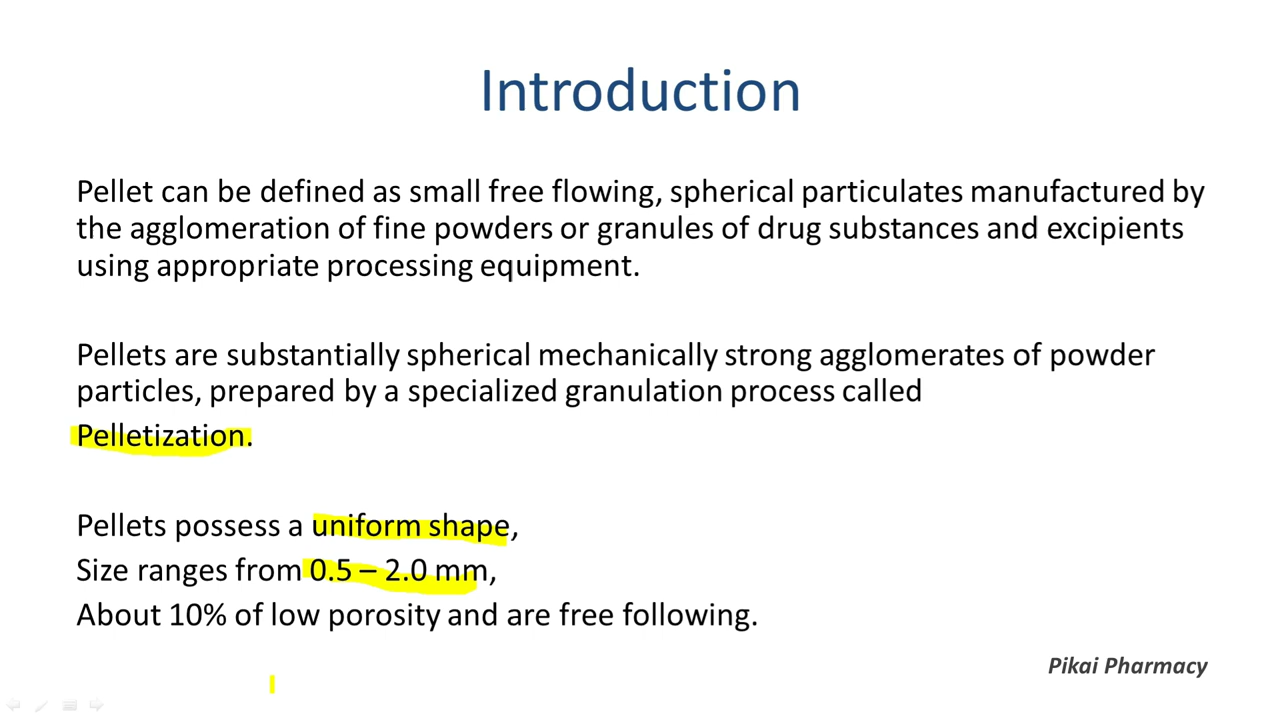 Introduction
Pellet can be defined as small free flowing, spherical particulates manufactured by
the agglomeration of fine powders or granules of drug substances and excipients
using appropriate processing equipment.
Pellets are substantially spherical mechanically strong agglomerates of powder
particles, prepared by a specialized granulation process called
Pelletization.
Pellets possess a uniform shape,
Size ranges from 0.5 – 2.0 mm,
About 10% of low porosity and are free following.
Pikai Pharmacy